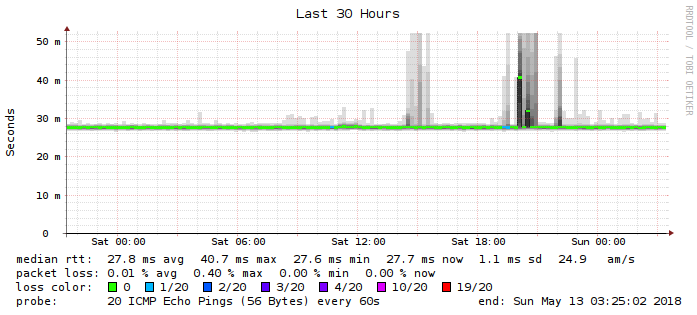 Last 30 Hours
RRDTOOL / TOBI OETIKER
Seconds
50 m
40 m
30 m
20 m
10 m
0
Sat 00:00 Sat 06:00 Sat 12:00 Sat 18:00 Sun 00:00
median rtt: 27.8 ms avg 40.7 ms max 27.6 ms min 27.7 ms now 1.1 ms sd 24.9 am/s
packet loss: 0.01 % avg 0.40 % max 0.00 % min 0.00 % now
loss color: 0 1/20 2/20 3/20 4/20 10/20 19/20
probe: 20 ICMP Echo Pings (56 Bytes) every 60s end: Sun May 13 03:25:02 2018